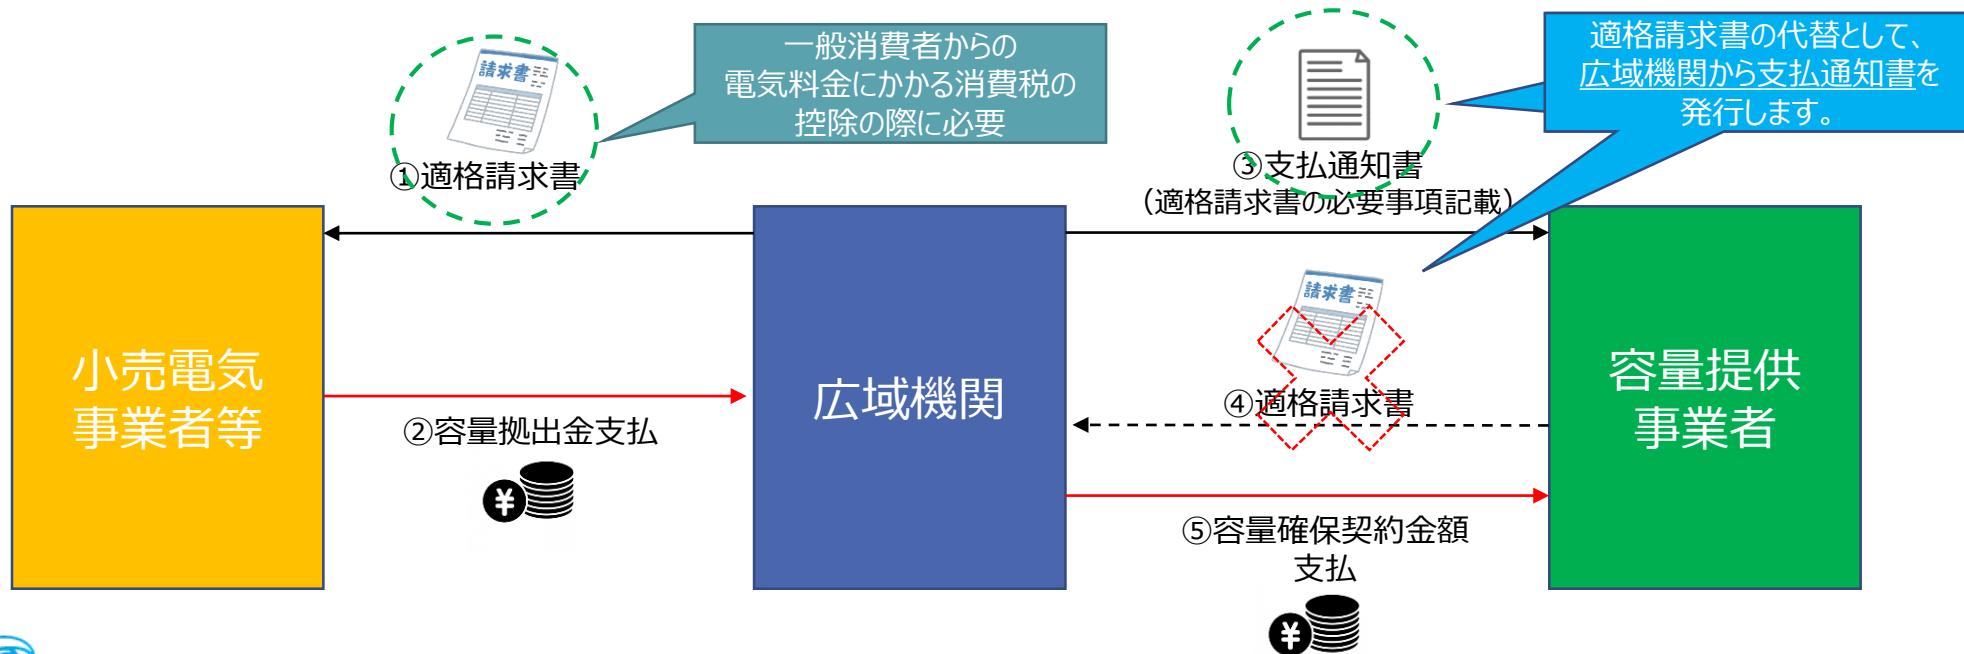 一般消費者からの
電気料金にかかる消費税の
控除の際に必要
適格請求書の代替として、
広域機関から支払通知書を
発行します。
請求書
①適格請求書
③支払通知書
（適格請求書の必要事項記載）
小売電気
事業者等
広域機関
容量提供
事業者
請求書
④適格請求書
②容量拠出金支払
¥
⑤容量確保契約金額
支払
¥